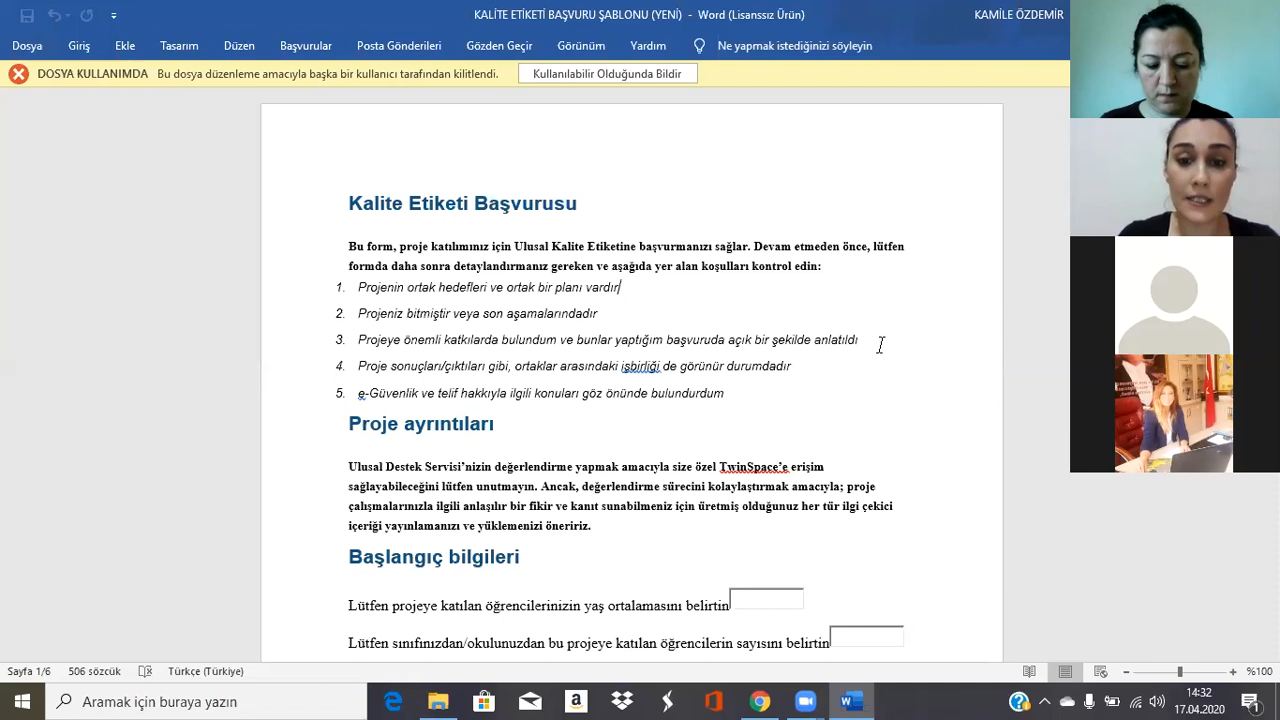 KALİTE ETİKETİ BAŞVURU ŞABLONU (YENİ) - Word (Lisanssız Ürün)
KAMİLE ÖZDEMİR
Dosya Giriş Ekle Tasarım Düzen Başvurular Posta Gönderileri Gözden Geçir Görünüm Yardım Ne yapmak istediğinizi söyleyin
DOSYA KULLANIMDA Bu dosya düzenleme amacıyla başka bir kullanıcı tarafından kilitlendi. Kullanılabilir Olduğunda Bildir
Kalite Etiketi Başvurusu
Bu form, proje katılımınız için Ulusal Kalite Etiketine başvurmanızı sağlar. Devam etmeden önce, lütfen
formda daha sonra detaylandırmanız gereken ve aşağıda yer alan koşulları kontrol edin:
1. Projenin ortak hedefleri ve ortak bir planı vardır
2. Projeniz bitmiştir veya son aşamalarındadır
3. Projeye önemli katkılarda bulundum ve bunlar yaptığım başvuruda açık bir şekilde anlatıldı
4. Proje sonuçları/çıktıları gibi, ortaklar arasındaki işbirliği de görünür durumdadır
5. e-Güvenlik ve telif hakkıyla ilgili konuları göz önünde bulundurdum
Proje ayrıntıları
Ulusal Destek Servisi'nizin değerlendirme yapmak amacıyla size özel TwinSpace'e erişim
sağlayabileceğini lütfen unutmayın. Ancak, değerlendirme sürecini kolaylaştırmak amacıyla; proje
çalışmalarınızla ilgili anlaşılır bir fikir ve kanıt sunabilmeniz için üretmiş olduğunuz her tür ilgi çekici
içeriği yayınlamanızı ve yüklemenizi öneririz.
Başlangıç bilgileri
Lütfen projeye katılan öğrencilerinizin yaş ortalamasını belirtin
Lütfen sınıfınızdan/okulunuzdan bu projeye katılan öğrencilerin sayısını belirtin
Sayfa 1/6 506 sözcük Türkçe (Türkiye) %100
Aramak için buraya yazın
14:32
17.04.2020